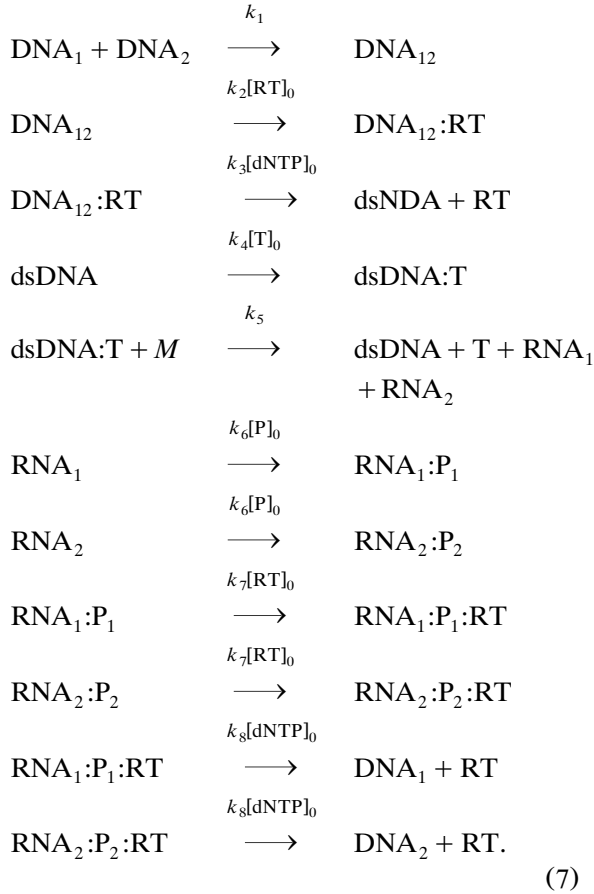 k₁
DNA₁ + DNA₂ ⟶ DNA₁₂
k₂[RT]₀
DNA₁₂ ⟶ DNA₁₂:RT
k₃[dNTP]₀
DNA₁₂:RT ⟶ dsNDA + RT
k₄[T]₀
dsDNA ⟶ dsDNA:T
k₅
dsDNA:T + M ⟶ dsDNA + T + RNA₁
+ RNA₂
k₆[P]₀
RNA₁ ⟶ RNA₁:P₁
k₆[P]₀
RNA₂ ⟶ RNA₂:P₂
k₇[RT]₀
RNA₁:P₁ ⟶ RNA₁:P₁:RT
k₇[RT]₀
RNA₂:P₂ ⟶ RNA₂:P₂:RT
k₈[dNTP]₀
RNA₁:P₁:RT ⟶ DNA₁ + RT
k₈[dNTP]₀
RNA₂:P₂:RT ⟶ DNA₂ + RT.
(7)